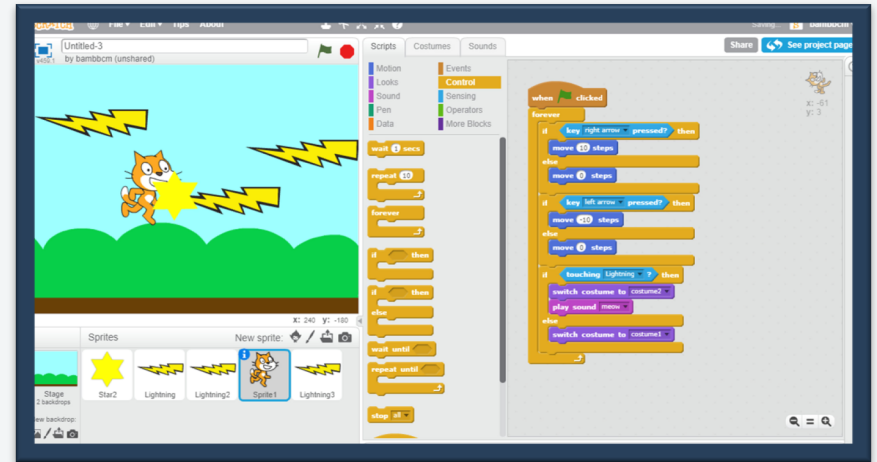 SCRATCH
File Edit Tips About
Saving... bambbcm
v459.1
Untitled-3
by bambbcm (unshared)
Scripts Costumes Sounds
Share See project page
Motion Events
Looks Control
Sound Sensing
Pen Operators
Data More Blocks
wait 1 secs
repeat 10
forever
if then
if then
else
wait until
repeat until
stop all
when clicked
forever
if key right arrow pressed? then
move 10 steps
else
move 0 steps
if key left arrow pressed? then
move -10 steps
else
move 0 steps
if touching Lightning ? then
switch costume to costume2
play sound meow
else
switch costume to costume1
x: -61
y: 3
X: 240 y: -180
Sprites New sprite:
Stage
2 backdrops
New backdrop:
Star2 Lightning Lightning2 Sprite1 Lightning3